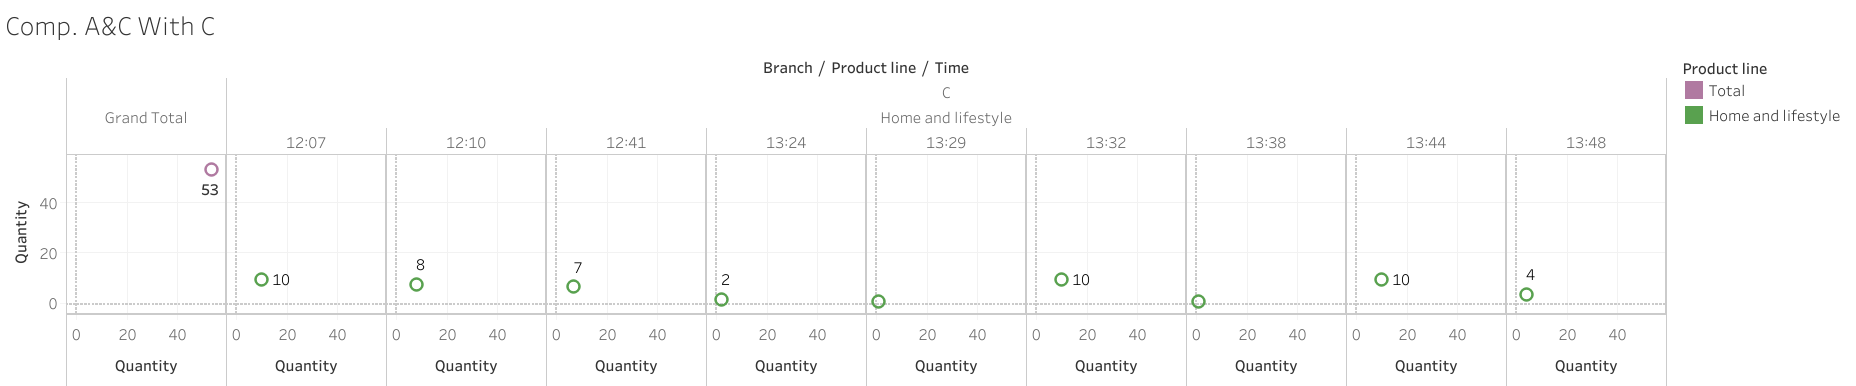 Comp. A&C With C
Branch / Product line / Time
Product line
C
Total
Grand Total
Home and lifestyle
Home and lifestyle
12:07 12:10 12:41 13:24 13:29 13:32 13:38 13:44 13:48
53
Quantity
40
20
0
10
8
7
2
10
10
4
0 20 40 0 20 40 0 20 40 0 20 40 0 20 40 0 20 40 0 20 40 0 20 40 0 20 40 0 20 40
Quantity Quantity Quantity Quantity Quantity Quantity Quantity Quantity Quantity Quantity